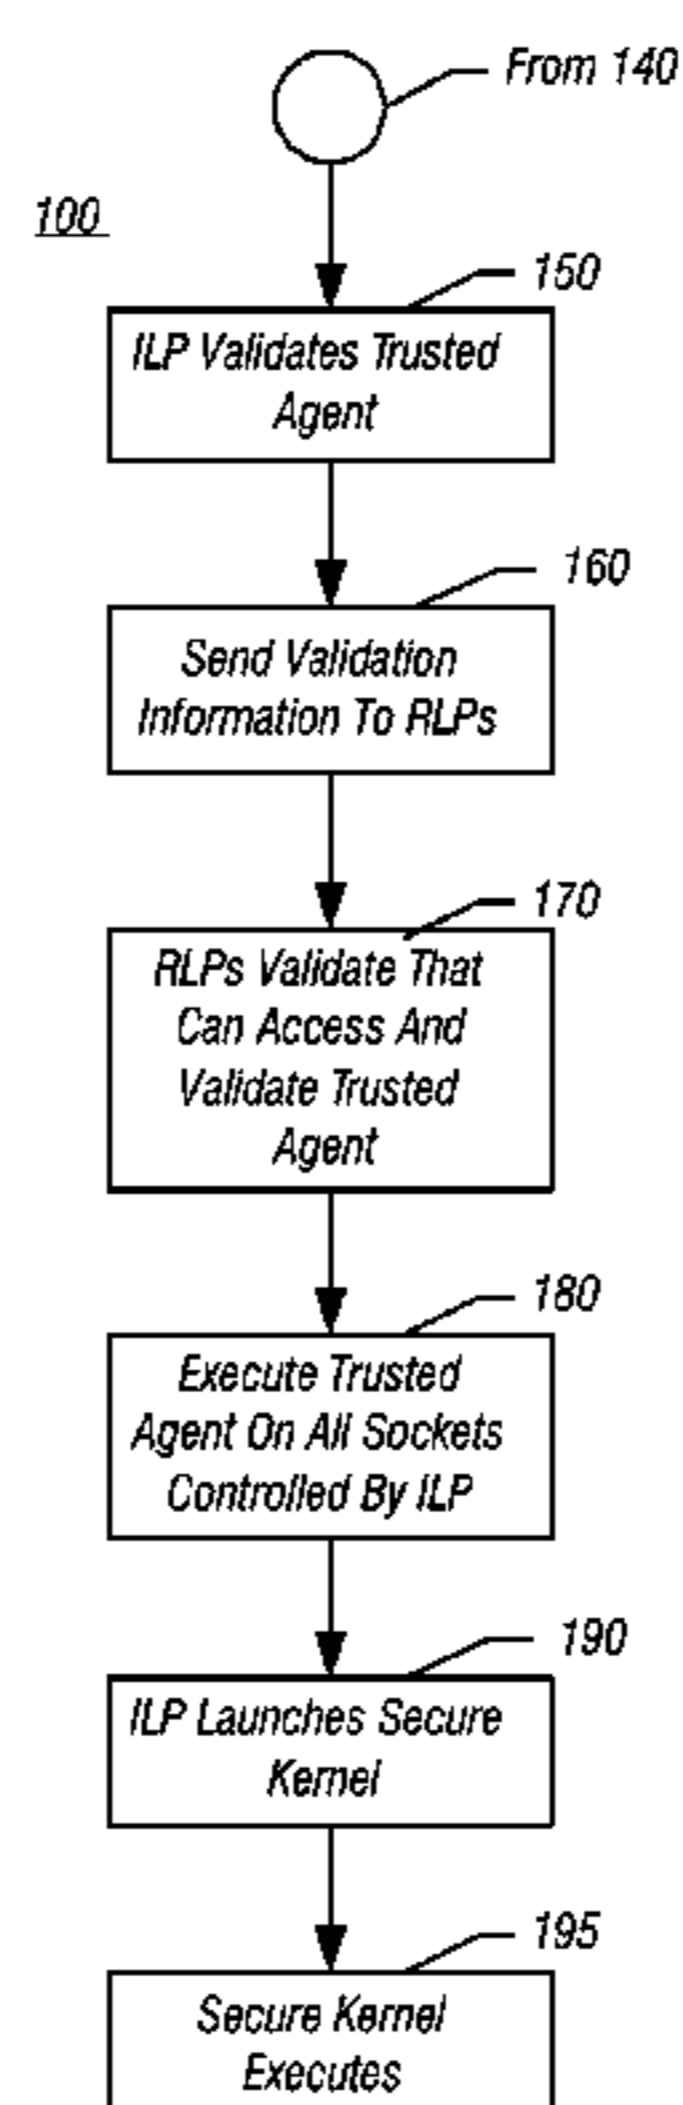 From 140
100
150
ILP Validates Trusted
Agent
160
Send Validation
Information To RLPs
170
RLPs Validate That
Can Access And
Validate Trusted
Agent
180
Execute Trusted
Agent On All Sockets
Controlled By ILP
190
ILP Launches Secure
Kernel
195
Secure Kernel
Executes